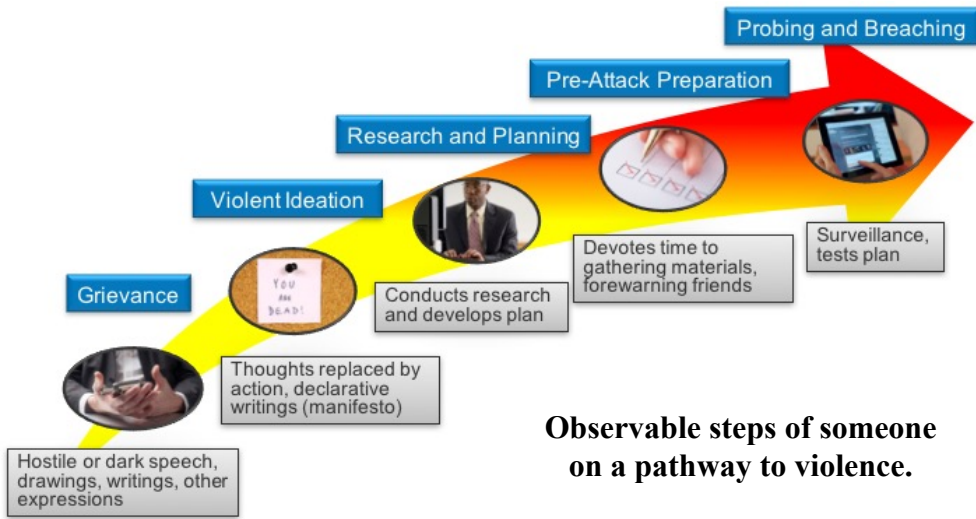 Probing and Breaching
Pre-Attack Preparation
Research and Planning
Violent Ideation
Grievance
YOU
ARE
DEAD!
Surveillance,
tests plan
Devotes time to
gathering materials,
forewarning friends
Conducts research
and develops plan
Thoughts replaced by
action, declarative
writings (manifesto)
Hostile or dark speech,
drawings, writings, other
expressions
Observable steps of someone
on a pathway to violence.